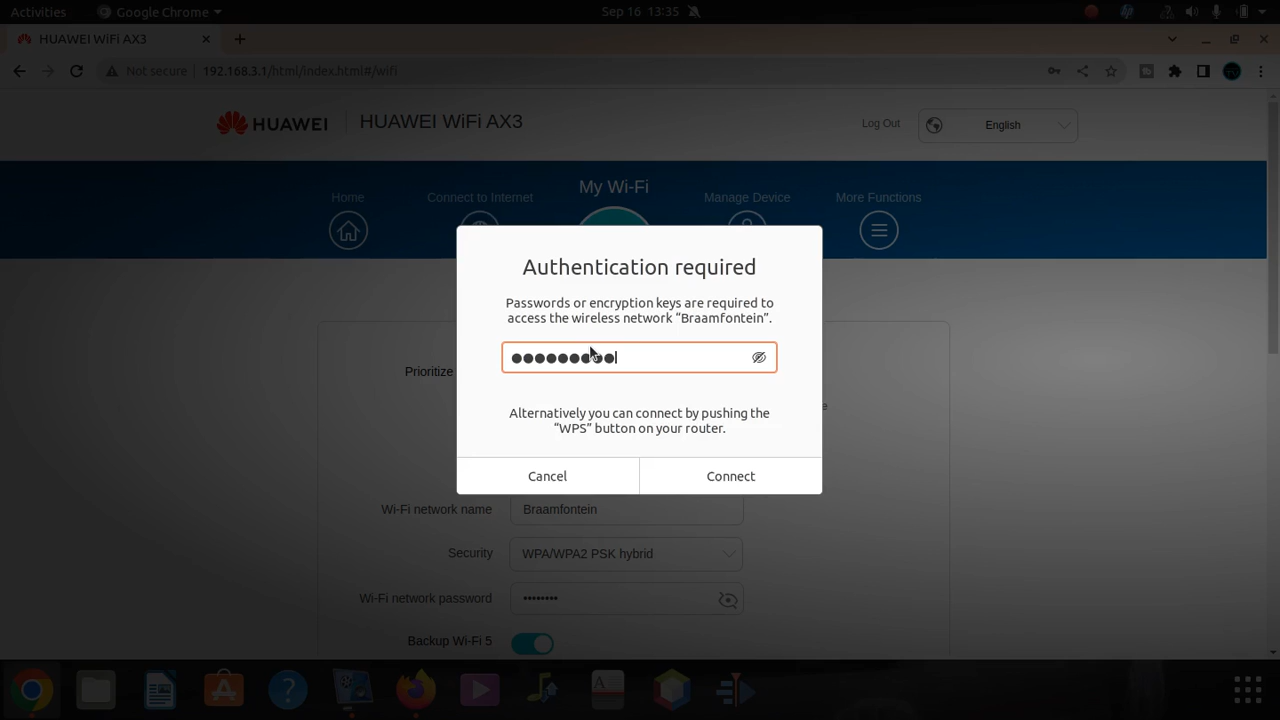 Activities
Google Chrome
Sep 16 13:35
HUAWEI WiFi AX3
Not secure
192.168.3.1/html/index.html#/wifi
HUAWEI
HUAWEI WiFi AX3
Log Out
English
Home
Connect to Internet
My Wi-Fi
Manage Device
More Functions
Authentication required
Passwords or encryption keys are required to
access the wireless network “Braamfontein”.
●●●●●●●●●
Prioritize
e
Alternatively you can connect by pushing the
“WPS” button on your router.
Cancel
Connect
Wi-Fi network name
Braamfontein
Security
WPA/WPA2 PSK hybrid
Wi-Fi network password
••••••••
Backup Wi-Fi 5